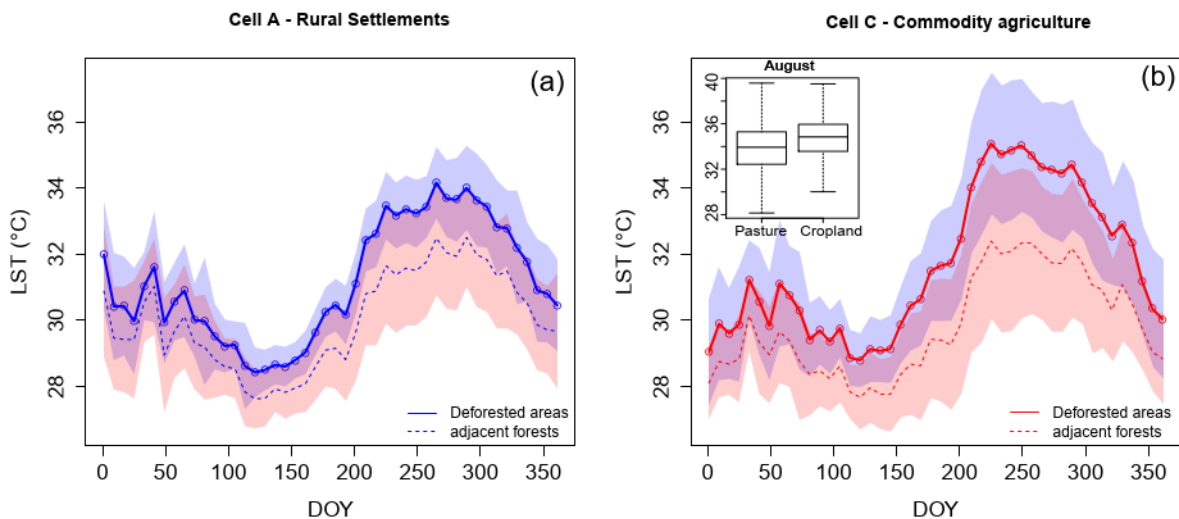 Cell A - Rural Settlements
(a)
LST (°C)
36
34
32
30
28
Deforested areas
adjacent forests
0 50 100 150 200 250 300 350
DOY
Cell C - Commodity agriculture
(b)
August
40
36
32
28
Pasture Cropland
LST (°C)
36
34
32
30
28
Deforested areas
adjacent forests
0 50 100 150 200 250 300 350
DOY